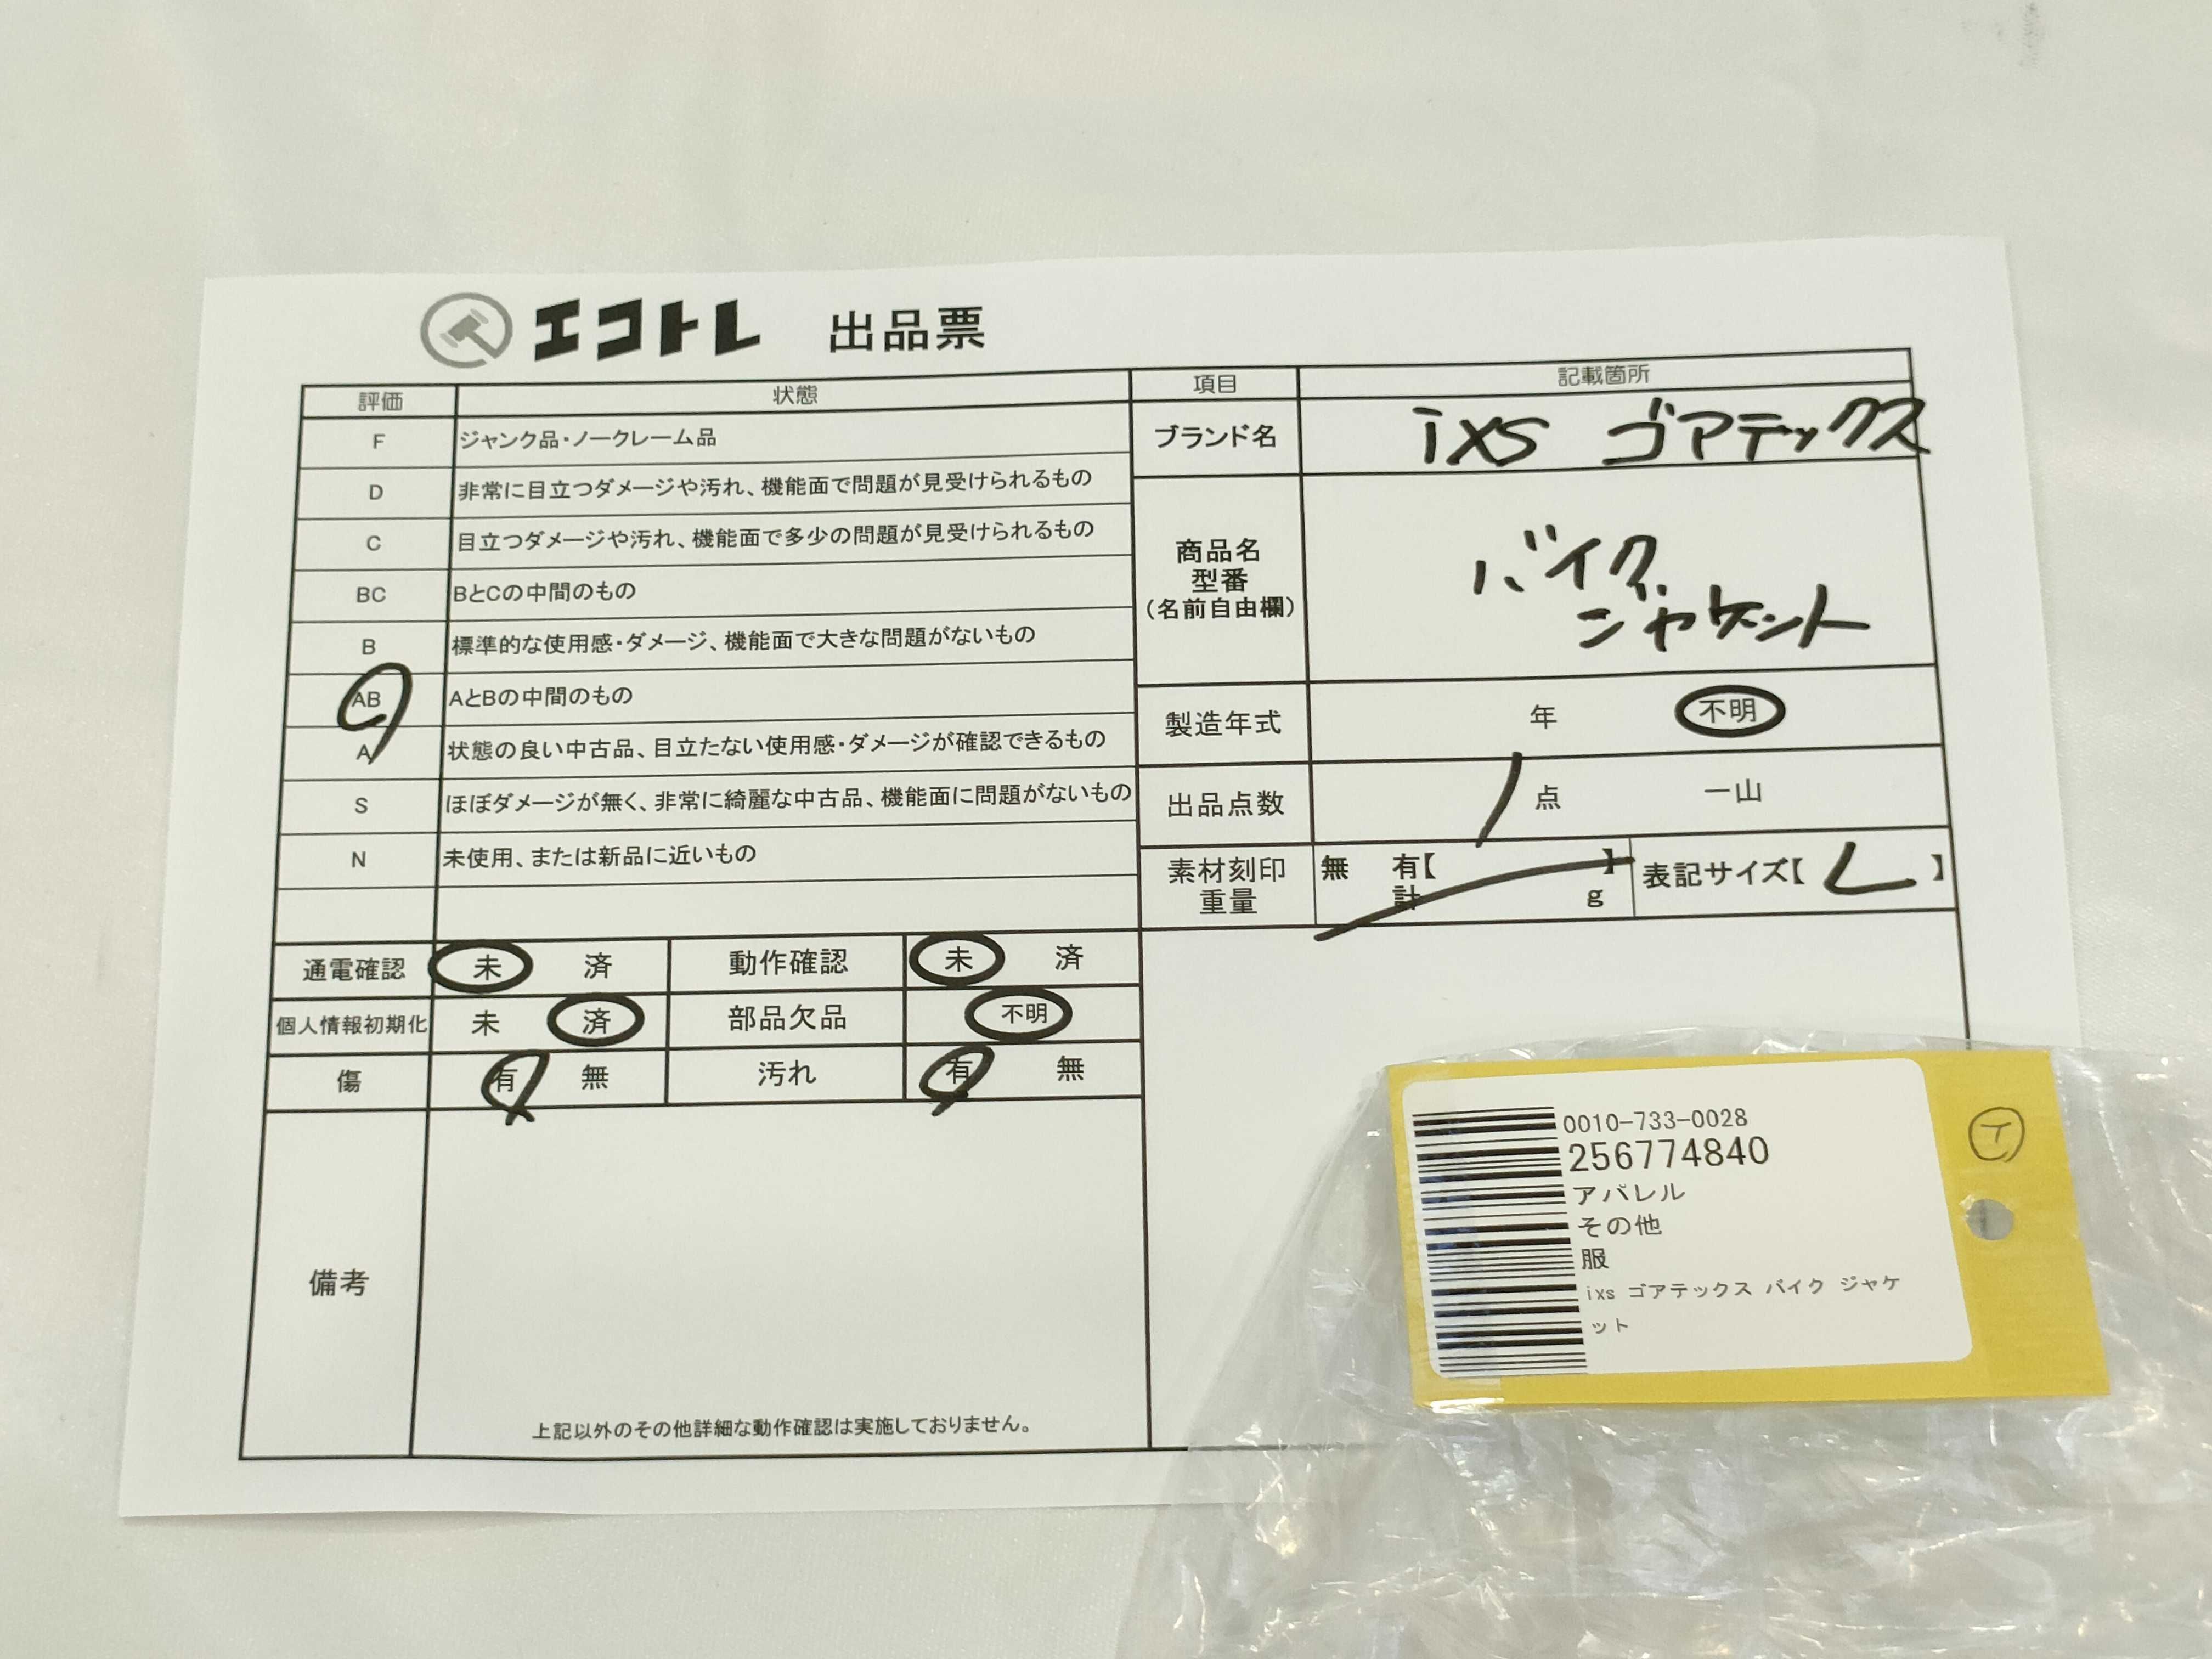 エコトレ 出品票
評価 状態 項目 記載箇所
F ジャンク品・ノークレーム品
D 非常に目立つダメージや汚れ、機能面で問題が見受けられるもの
C 目立つダメージや汚れ、機能面で多少の問題が見受けられるもの
BC BとCの中間のもの
B 標準的な使用感・ダメージ、機能面で大きな問題がないもの
AB AとBの中間のもの
A 状態の良い中古品、目立たない使用感・ダメージが確認できるもの
S ほぼダメージが無く、非常に綺麗な中古品、機能面に問題がないもの
N 未使用、または新品に近いもの
ブランド名 ixs ゴアテックス
商品名
型番
(名前自由欄)
バイク
ジャケット
製造年式 年 不明
出品点数 1 点 一山
素材刻印
重量
無 有【 】
計 g
表記サイズ【 L 】
通電確認 未 済 動作確認 未 済
個人情報初期化 未 済 部品欠品 不明
傷 有 無 汚れ 有 無
備考
上記以外のその他詳細な動作確認は実施しておりません。
0010-733-0028
256774840
アパレル
その他
服
ixs ゴアテックス バイク ジャケ
ット
イ